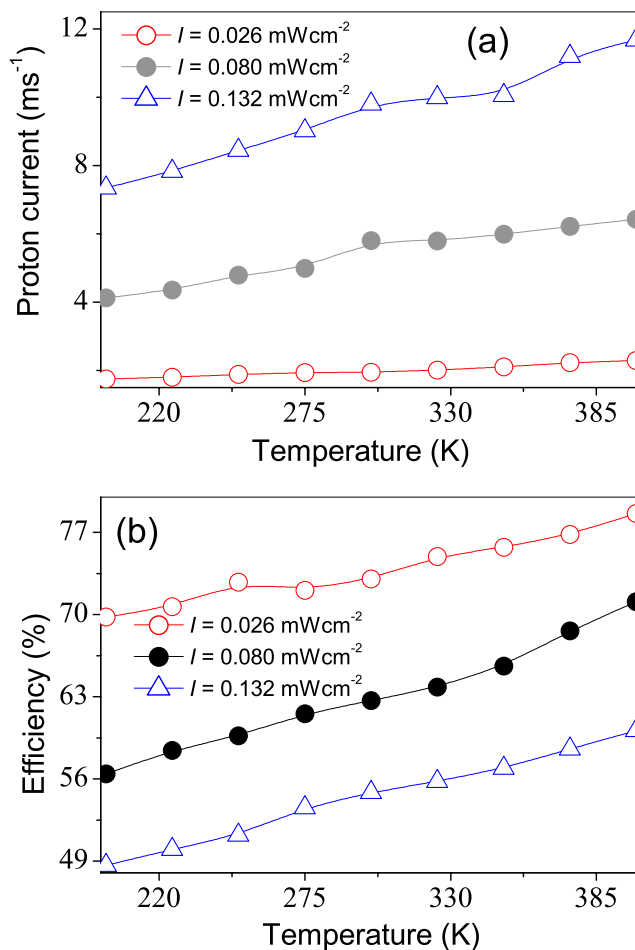 (a)
I = 0.026 mWcm⁻²
I = 0.080 mWcm⁻²
I = 0.132 mWcm⁻²
12
8
4
Proton current (ms⁻¹)
220 275 330 385
Temperature (K)
(b)
77
70
63
56
49
I = 0.026 mWcm⁻²
I = 0.080 mWcm⁻²
I = 0.132 mWcm⁻²
Efficiency (%)
220 275 330 385
Temperature (K)